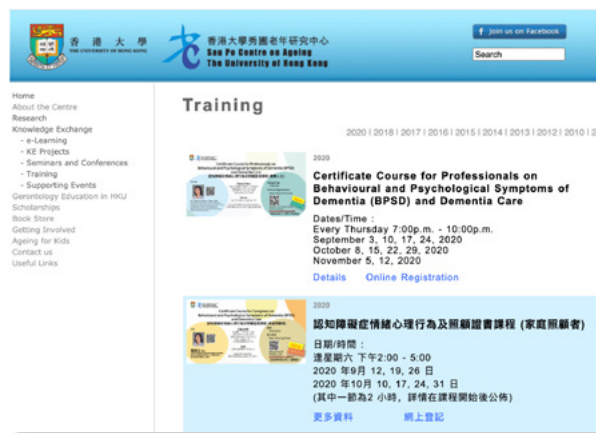 香港大學
THE UNIVERSITY OF HONG KONG
香港大學秀圃老年研究中心
Sau Po Centre on Ageing
The University of Hong Kong
Join us on Facebook
Search
Home
About the Centre
Research
Knowledge Exchange
- e-Learning
- KE Projects
- Seminars and Conferences
- Training
- Supporting Events
Gerontology Education in HKU
Scholarships
Book Store
Getting Involved
Ageing for Kids
Contact us
Useful Links
Training
2020 | 2018 | 2017 | 2016 | 2015 | 2014 | 2013 | 2012 | 2010 | 2
2020
Certificate Course for Professionals on
Behavioural and Psychological Symptoms of
Dementia (BPSD) and Dementia Care
Dates/Time :
Every Thursday 7:00p.m. - 10:00p.m.
September 3, 10, 17, 24, 2020
October 8, 15, 22, 29, 2020
November 5, 12, 2020
Details Online Registration
2020
認知障礙症情緒心理行為及照顧證書課程 (家庭照顧者)
日期/時間 :
逢星期六 下午2:00 - 5:00
2020 年9月 12, 19, 26 日
2020 年10月 10, 17, 24, 31 日
(其中一節為2 小時，詳情在課程開始後公佈)
更多資料 網上登記